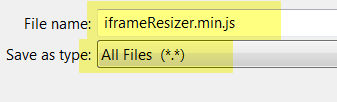 File name: iframeResizer.min.js
Save as type: All Files (*.*)